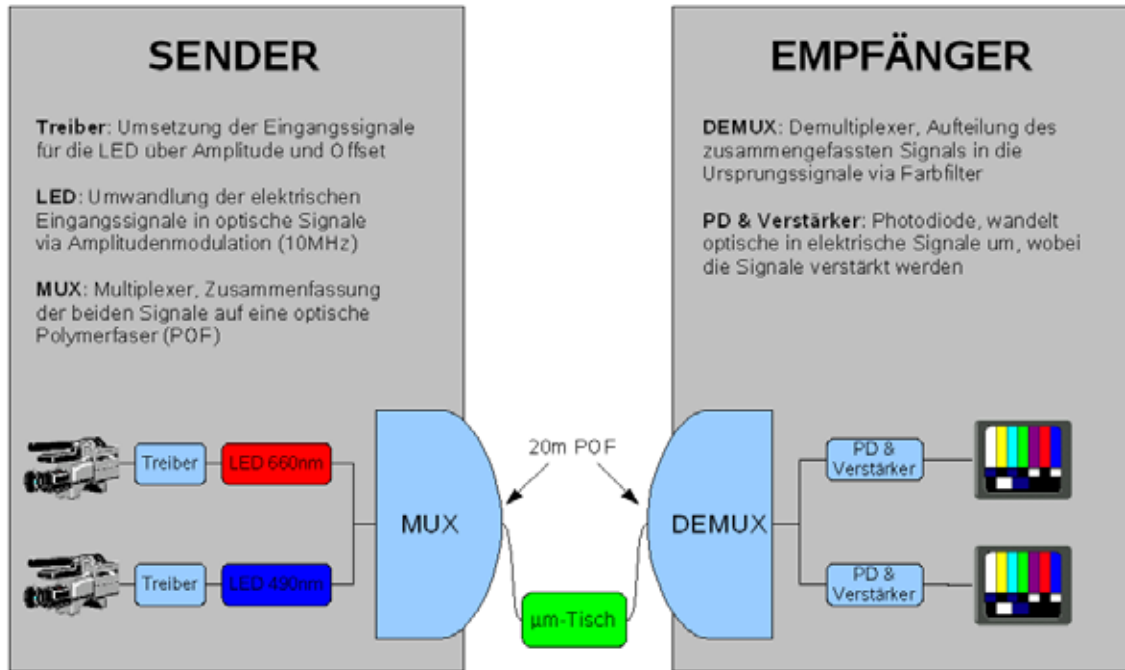 SENDER
Treiber: Umsetzung der Eingangssignale
für die LED über Amplitude und Offset
LED: Umwandlung der elektrischen
Eingangssignale in optische Signale
via Amplitudenmodulation (10MHz)
MUX: Multiplexer, Zusammenfassung
der beiden Signale auf eine optische
Polymerfaser (POF)
Treiber
LED 660nm
Treiber
LED 490nm
MUX
20m POF
µm-Tisch
EMPFÄNGER
DEMUX: Demultiplexer, Aufteilung des
zusammengefassten Signals in die
Ursprungssignale via Farbfilter
PD & Verstärker: Photodiode, wandelt
optische in elektrische Signale um, wobei
die Signale verstärkt werden
DEMUX
PD &
Verstärker
PD &
Verstärker